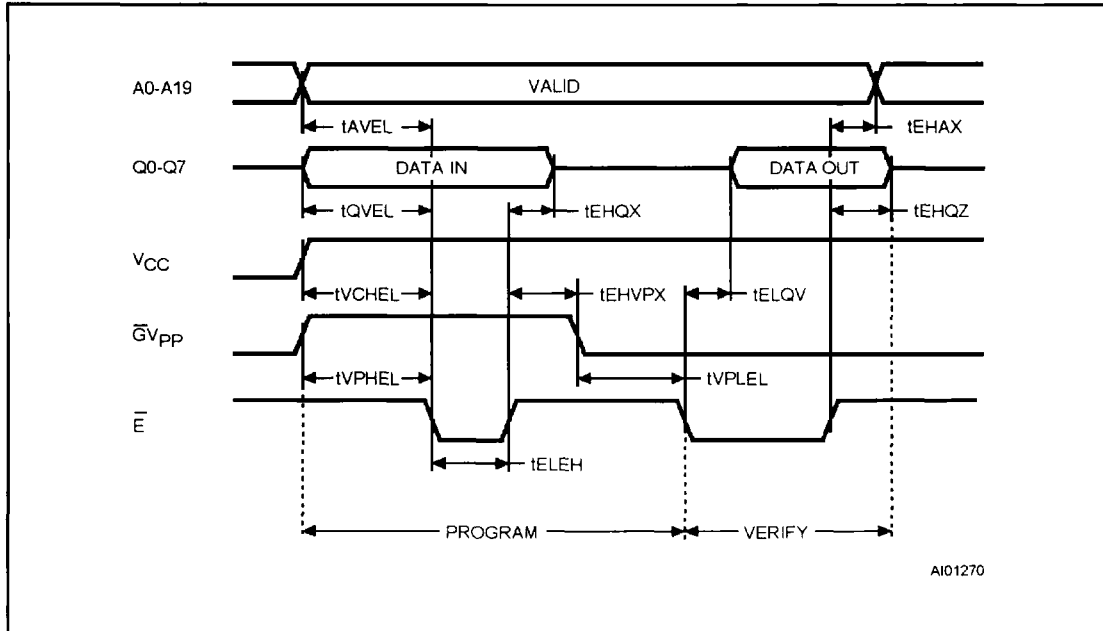 A0-A19
VALID
tAVEL
tEHAX
Q0-Q7
DATA IN
DATA OUT
tQVEL
tEHQX
tEHQZ
VCC
tVCHEL
tEHVPX
tELQV
G̅VPP
tVPHEL
tVPLEL
E̅
tELEH
PROGRAM
VERIFY
AI01270